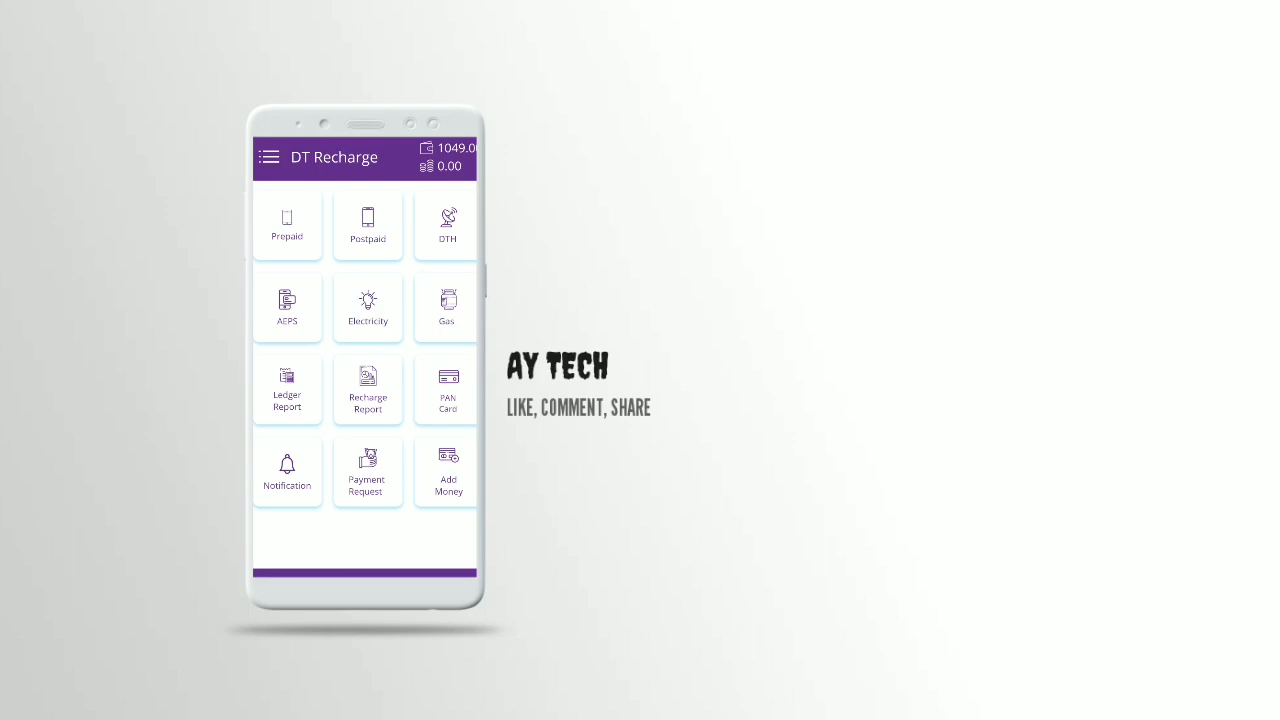 DT Recharge
1049.0
0.00
Prepaid
Postpaid
DTH
AEPS
Electricity
Gas
Ledger
Report
Recharge
Report
PAN
Card
Notification
Payment
Request
Add
Money
AY TECH
LIKE, COMMENT, SHARE